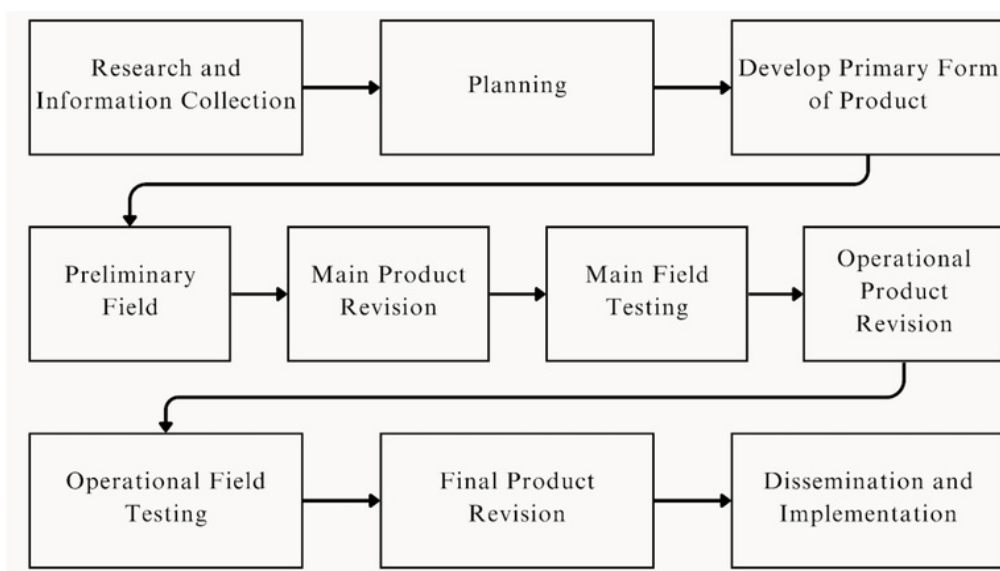 Research and
Information Collection
Planning
Develop Primary Form
of Product
Preliminary
Field
Main Product
Revision
Main Field
Testing
Operational
Product
Revision
Operational Field
Testing
Final Product
Revision
Dissemination and
Implementation